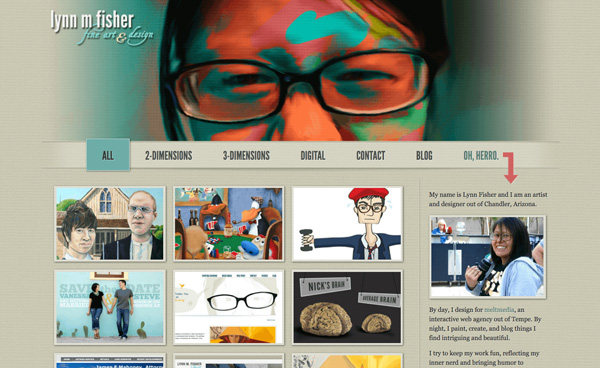 lynn m fisher
fine art & design
ALL
2-DIMENSIONS
3-DIMENSIONS
DIGITAL
CONTACT
BLOG
OH, HERRO.
My name is Lynn Fisher and I am an artist
and designer out of Chandler, Arizona.
SAVE THE DATE
VANESSA
STEVE
NICK'S BRAIN
AVERAGE BRAIN
By day, I design for meltmedia, an
interactive web agency out of Tempe. By
night, I paint, create, and blog things I
find intriguing and beautiful.
I try to keep my work fun, reflecting my
inner nerd and bringing humor to
James & Mahoney, Attor